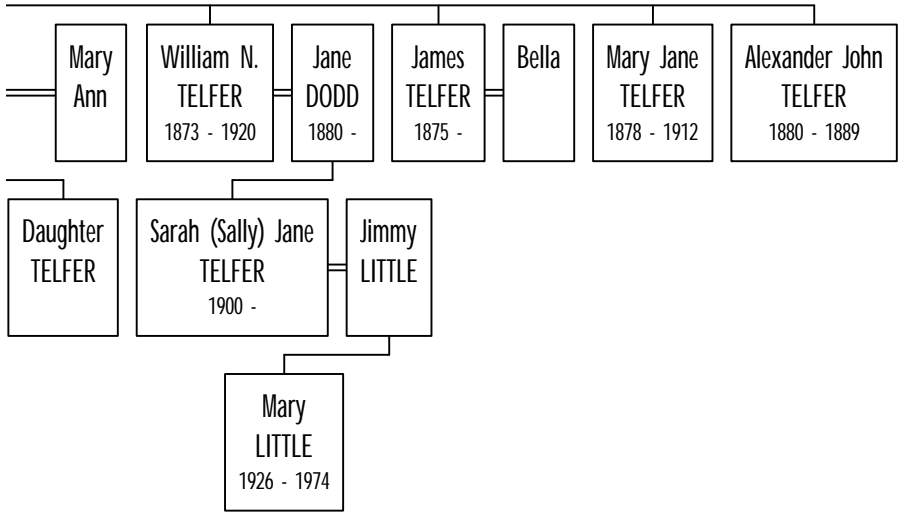 Mary
Ann
William N.
TELFER
1873 - 1920
Jane
DODD
1880 -
James
TELFER
1875 -
Bella
Mary Jane
TELFER
1878 - 1912
Alexander John
TELFER
1880 - 1889
Daughter
TELFER
Sarah (Sally) Jane
TELFER
1900 -
Jimmy
LITTLE
Mary
LITTLE
1926 - 1974